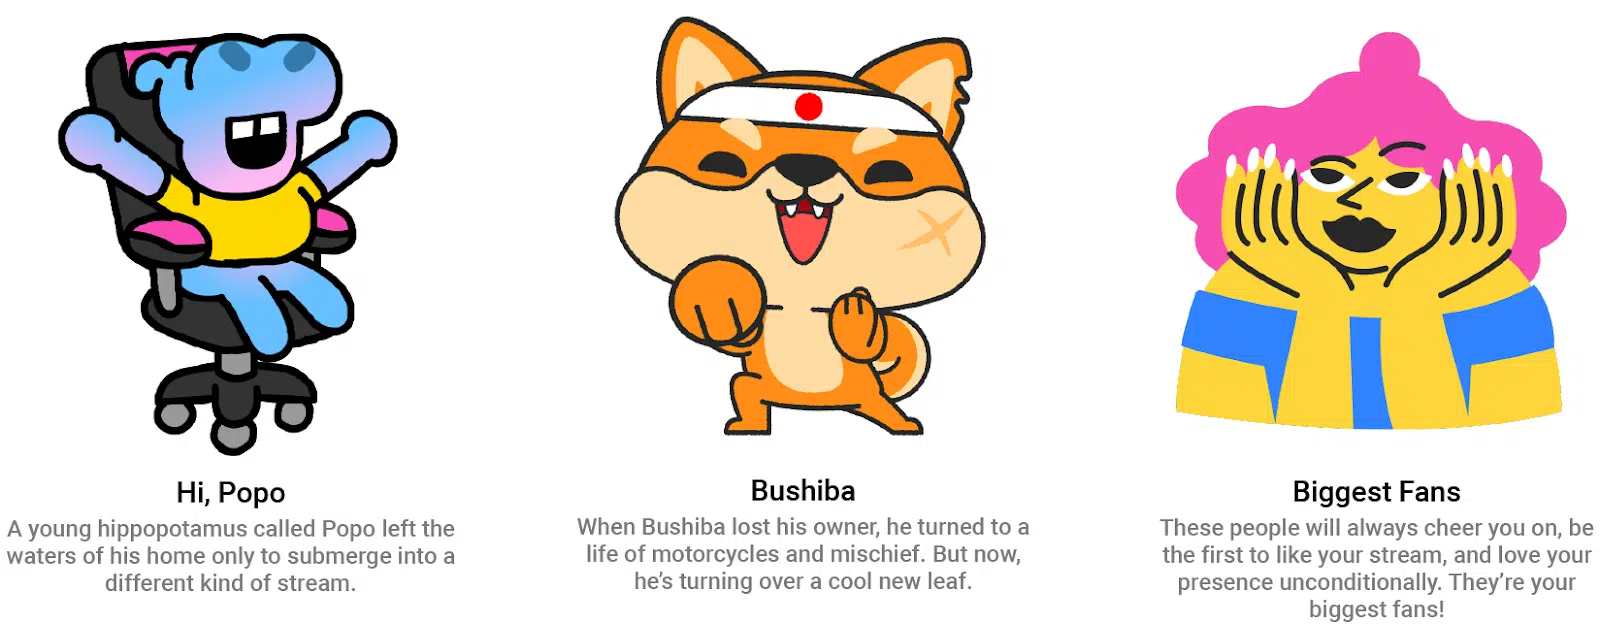 Hi, Popo
A young hippopotamus called Popo left the
waters of his home only to submerge into a
different kind of stream.
Bushiba
When Bushiba lost his owner, he turned to a
life of motorcycles and mischief. But now,
he’s turning over a cool new leaf.
Biggest Fans
These people will always cheer you on, be
the first to like your stream, and love your
presence unconditionally. They’re your
biggest fans!